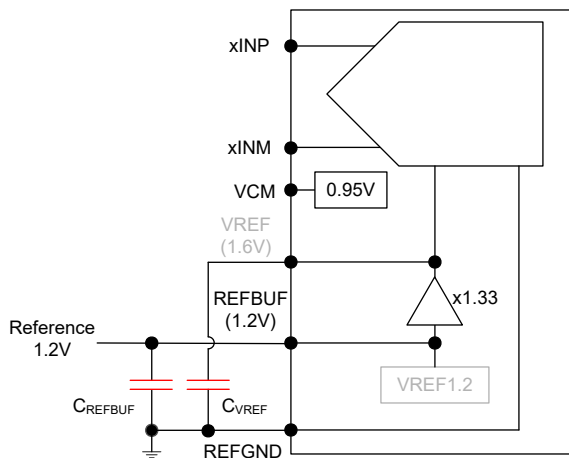 xINP
xINM
VCM
0.95V
VREF
(1.6V)
REFBUF
(1.2V)
x1.33
Reference
1.2V
VREF1.2
CREFBUF
CVREF
REFGND